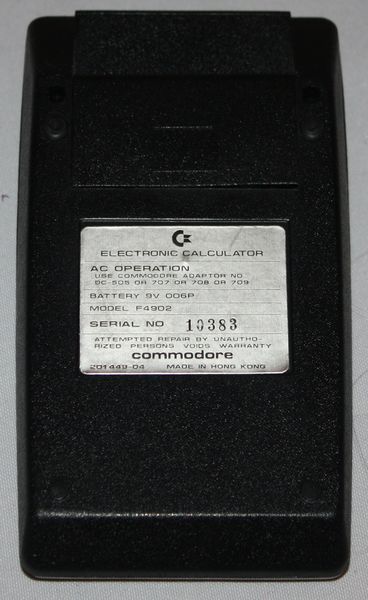 ELECTRONIC CALCULATOR
AC OPERATION
USE COMMODORE ADAPTOR NO.
DC-505 OR 707 OR 708 OR 709
BATTERY 9V 006P
MODEL F4902
SERIAL NO 10383
ATTEMPTED REPAIR BY UNAUTHO-
RIZED PERSONS VOIDS WARRANTY
commodore
201449-04 MADE IN HONG KONG